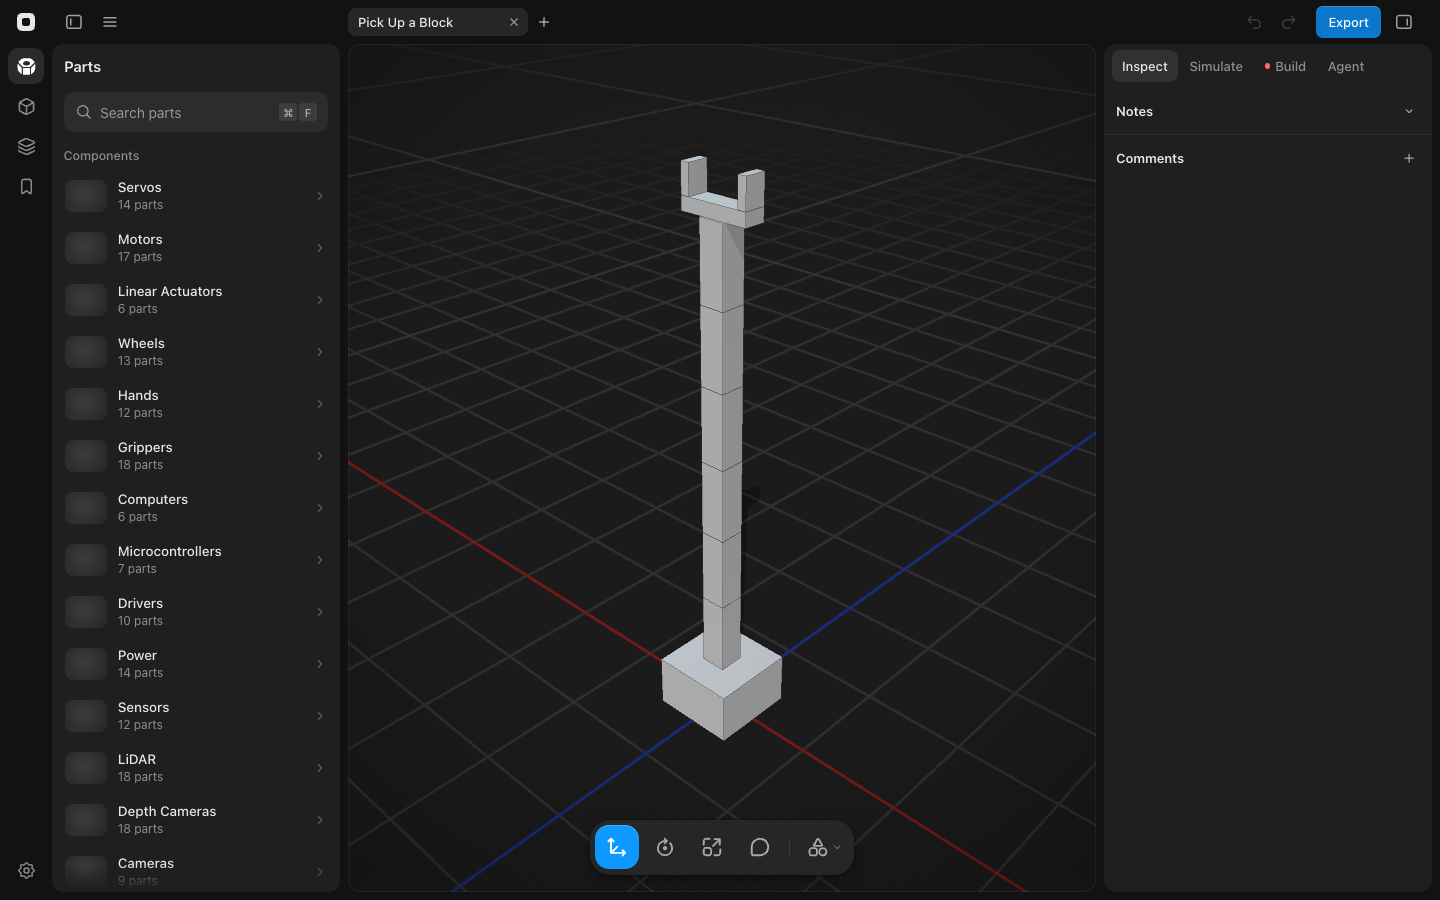 Pick Up a Block
Export
Parts
Search parts
⌘ F
Components
Servos
14 parts
Motors
17 parts
Linear Actuators
6 parts
Wheels
13 parts
Hands
12 parts
Grippers
18 parts
Computers
6 parts
Microcontrollers
7 parts
Drivers
10 parts
Power
14 parts
Sensors
12 parts
LiDAR
18 parts
Depth Cameras
18 parts
Cameras
9 parts
Inspect Simulate Build Agent
Notes
Comments